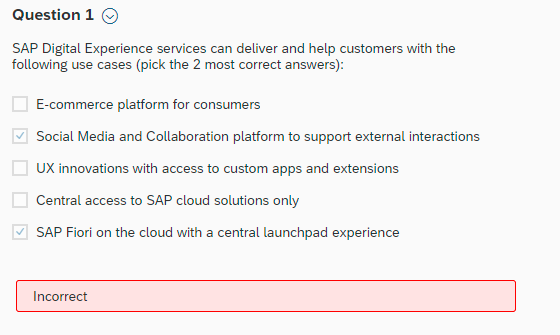 Question 1
SAP Digital Experience services can deliver and help customers with the
following use cases (pick the 2 most correct answers):
E-commerce platform for consumers
Social Media and Collaboration platform to support external interactions
UX innovations with access to custom apps and extensions
Central access to SAP cloud solutions only
SAP Fiori on the cloud with a central launchpad experience
Incorrect